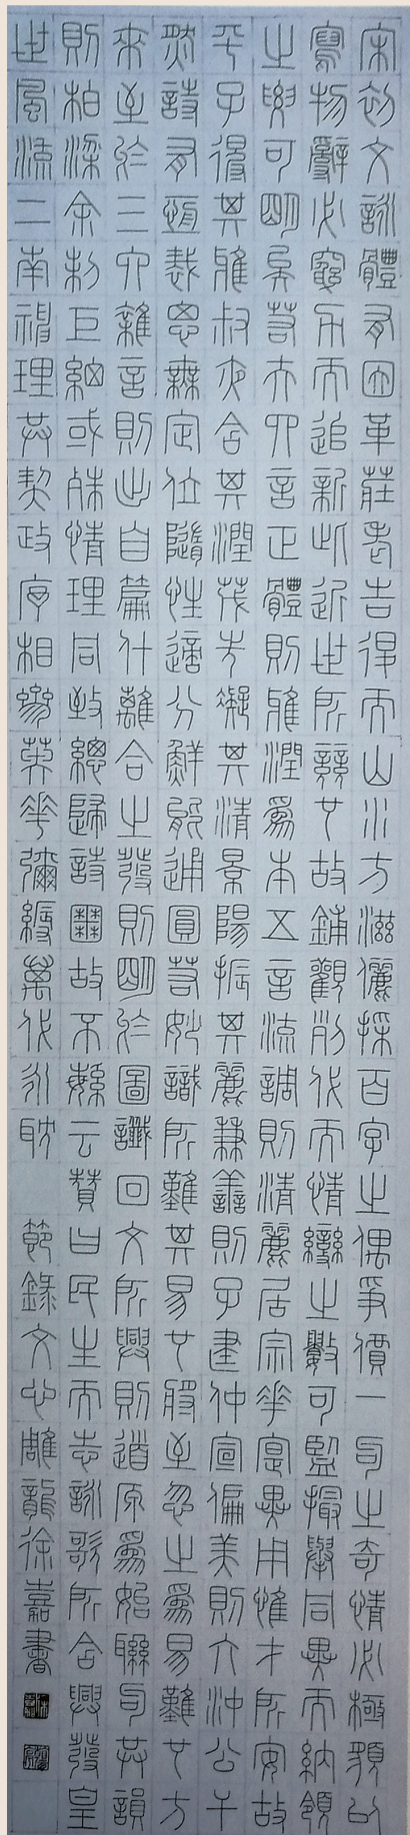 宋初文詠體有因革莊老告退而山水方滋儷採百字之偶爭價一句之奇情必極貌以
寫物辭必窮力而追新此近世所競也故鋪觀列代而情變之數可監撮舉同異而綱領
之要可明矣若夫四言正體則雅潤為本五言流調則清麗居宗華實異用惟才所安故
平子得其雅叔夜含其潤茂先凝其清景陽振其麗兼善則子建仲宣偏美則太沖公幹
然詩有恆裁思無定位隨性適分鮮能通圓若妙識所難其易也將至忽之為易難也方
來至於三六雜言則出自篇什離合之發則明於圖讖回文所興則道原為始聯句共韻
則柏梁余制巨細或殊情理同致總歸詩囿故不繁云贊曰民生而志詠歌所含興發皇
世風流二南神理共契政序相參英華彌縟萬代永耽 節錄文心雕龍徐嘉書